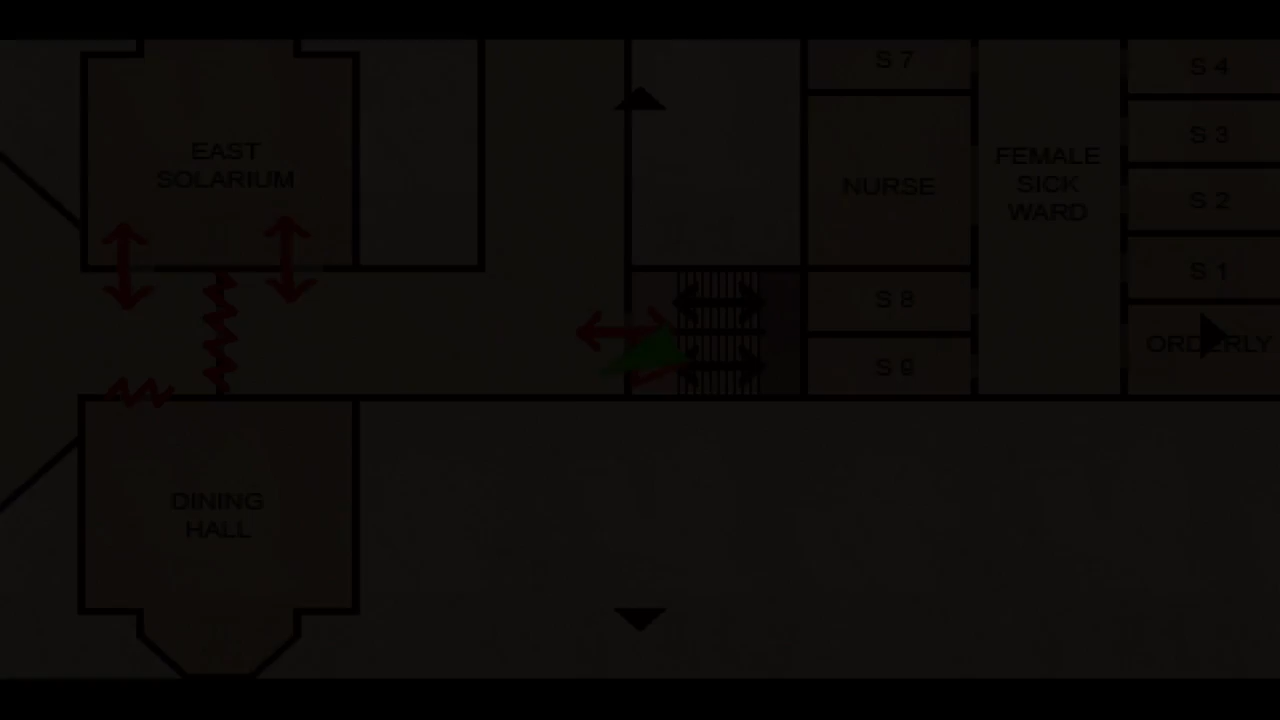 S 7
S 4
S 3
EAST
SOLARIUM
FEMALE
SICK
WARD
NURSE
S 2
S 1
S 8
ORDERLY
S 9
DINING
HALL